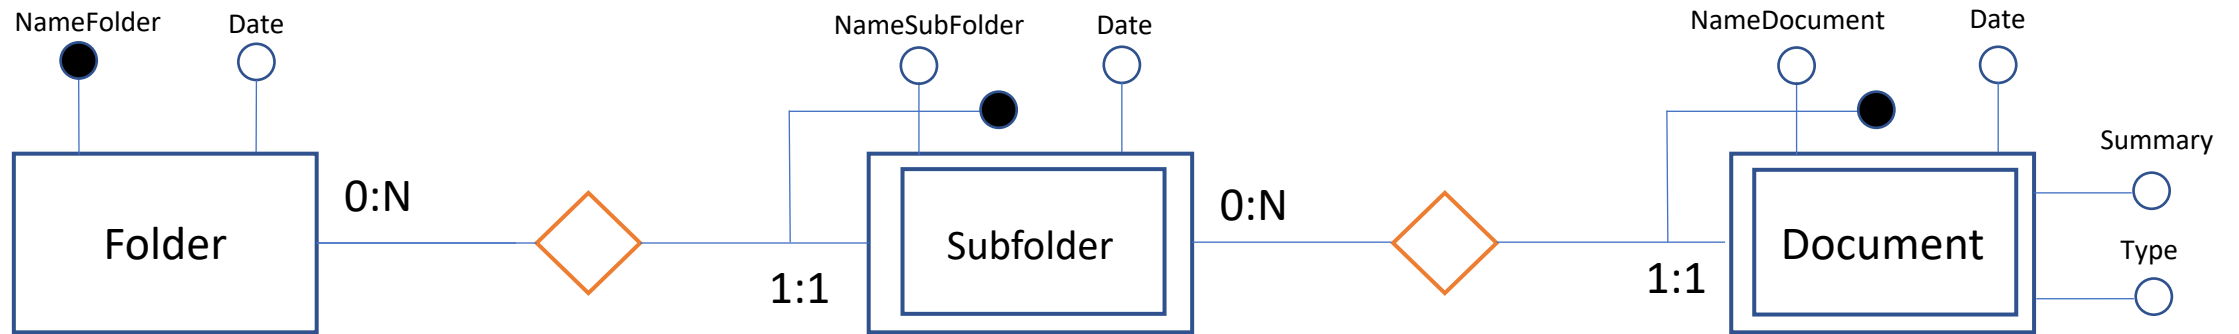 NameFolder
Date
NameSubFolder
Date
NameDocument
Date
Summary
0:N
0:N
Folder
Subfolder
Document
Type
1:1
1:1